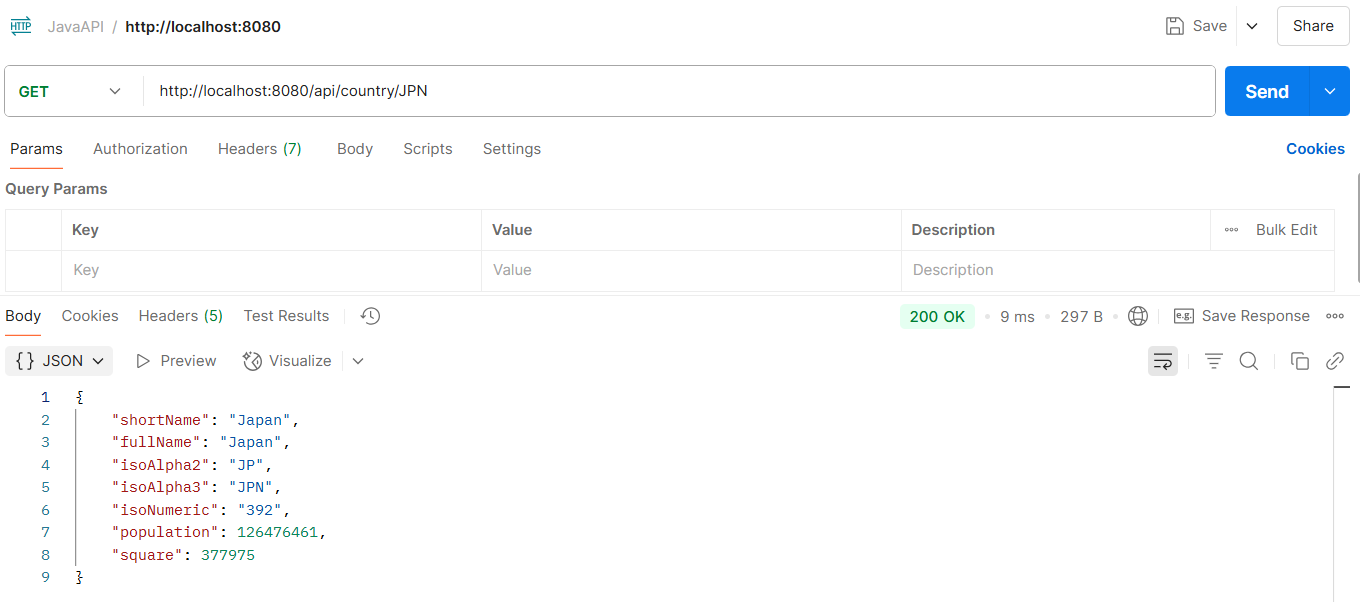 HTTP JavaAPI / http://localhost:8080 Save Share
GET http://localhost:8080/api/country/JPN Send
Params Authorization Headers (7) Body Scripts Settings Cookies
Query Params
Key Value Description Bulk Edit
Key Value Description
Body Cookies Headers (5) Test Results 200 OK 9 ms 297 B e.g. Save Response
{} JSON Preview Visualize
1 {
2 "shortName": "Japan",
3 "fullName": "Japan",
4 "isoAlpha2": "JP",
5 "isoAlpha3": "JPN",
6 "isoNumeric": "392",
7 "population": 126476461,
8 "square": 377975
9 }